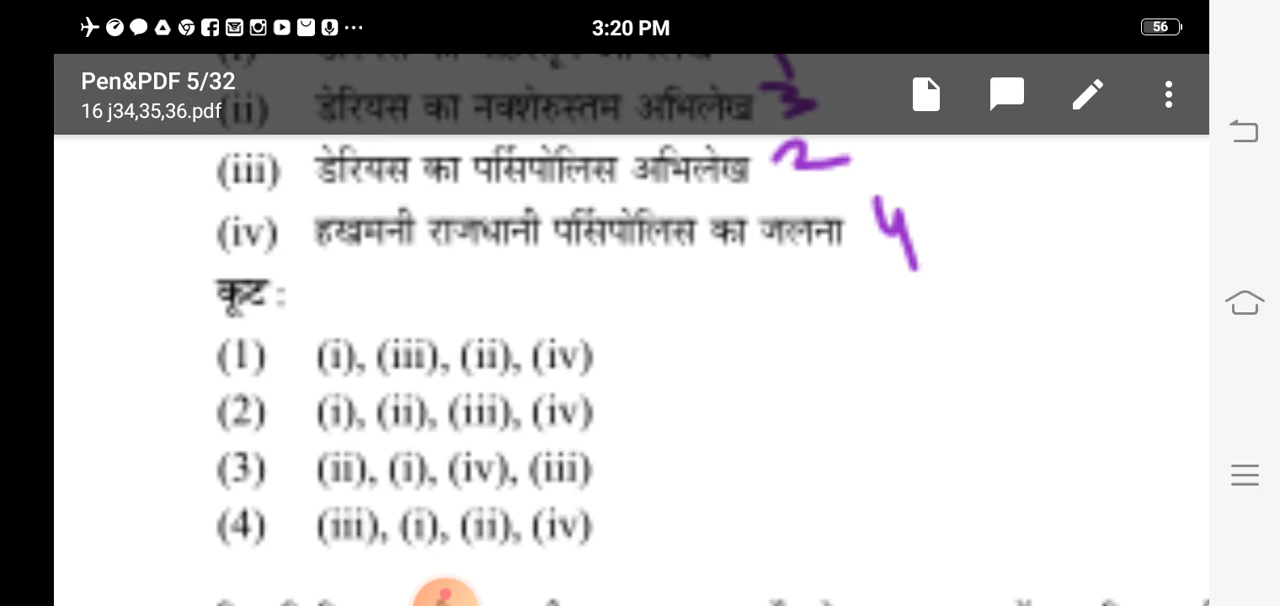 3:20 PM
56
Pen&PDF 5/32
16 j34,35,36.pdf
(ii) डेरियस का नक्शेरुस्तम अभिलेख 3
(iii) डेरियस का पर्सिपोलिस अभिलेख 2
(iv) हखमनी राजधानी पर्सिपोलिस का जलना 4
कूट :
(1) (i), (iii), (ii), (iv)
(2) (i), (ii), (iii), (iv)
(3) (ii), (i), (iv), (iii)
(4) (iii), (i), (ii), (iv)